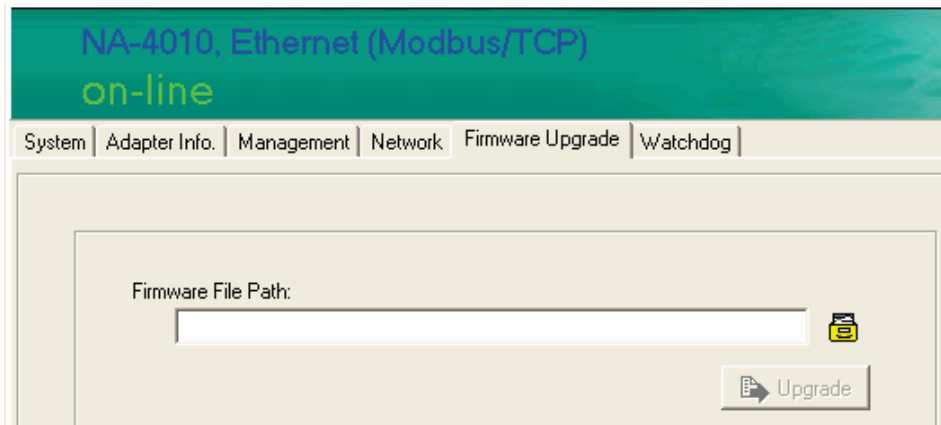 NA-4010, Ethernet (Modbus/TCP)
on-line
System Adapter Info. Management Network Firmware Upgrade Watchdog
Firmware File Path:
Upgrade